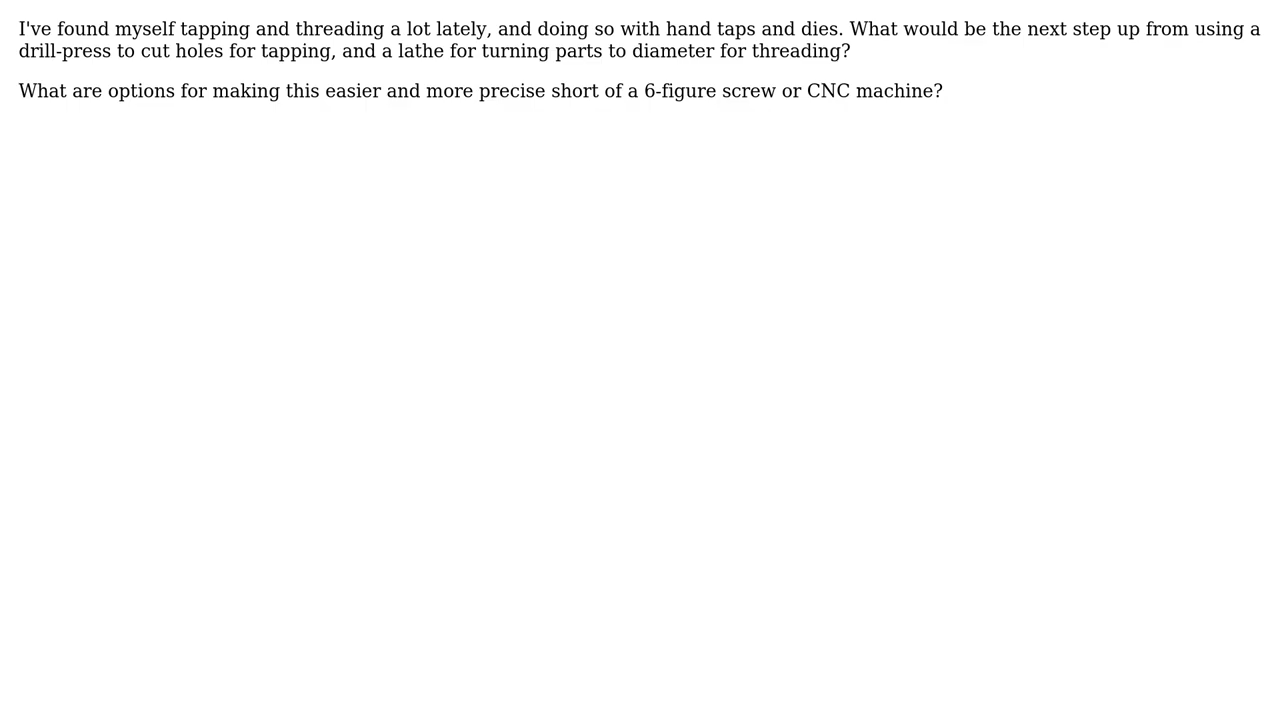 I've found myself tapping and threading a lot lately, and doing so with hand taps and dies. What would be the next step up from using a
drill-press to cut holes for tapping, and a lathe for turning parts to diameter for threading?
What are options for making this easier and more precise short of a 6-figure screw or CNC machine?